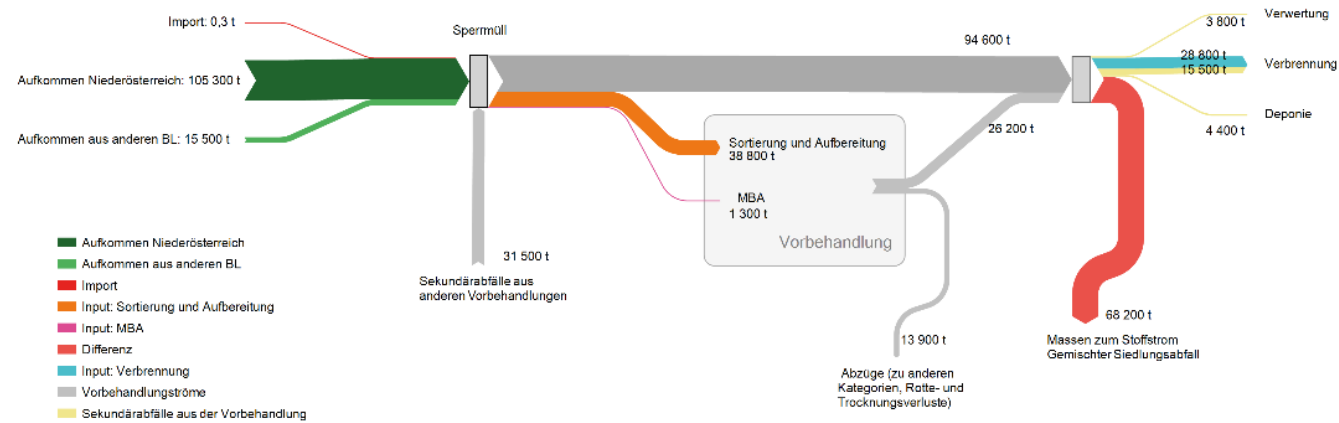 Import: 0,3 t
Sperrmüll
Aufkommen Niederösterreich: 105 300 t
Aufkommen aus anderen BL: 15 500 t
94 600 t
3 800 t
Verwertung
28 800 t
15 500 t
Verbrennung
Deponie
4 400 t
26 200 t
Sortierung und Aufbereitung
38 800 t
MBA
1 300 t
Vorbehandlung
31 500 t
Sekundärabfälle aus
anderen Vorbehandlungen
13 900 t
Abzüge (zu anderen
Kategorien, Rotte- und
Trocknungsverluste)
68 200 t
Massen zum Stoffstrom
Gemischter Siedlungsabfall
Aufkommen Niederösterreich
Aufkommen aus anderen BL
Import
Input: Sortierung und Aufbereitung
Input: MBA
Differenz
Input: Verbrennung
Vorbehandlungströme
Sekundärabfälle aus der Vorbehandlung